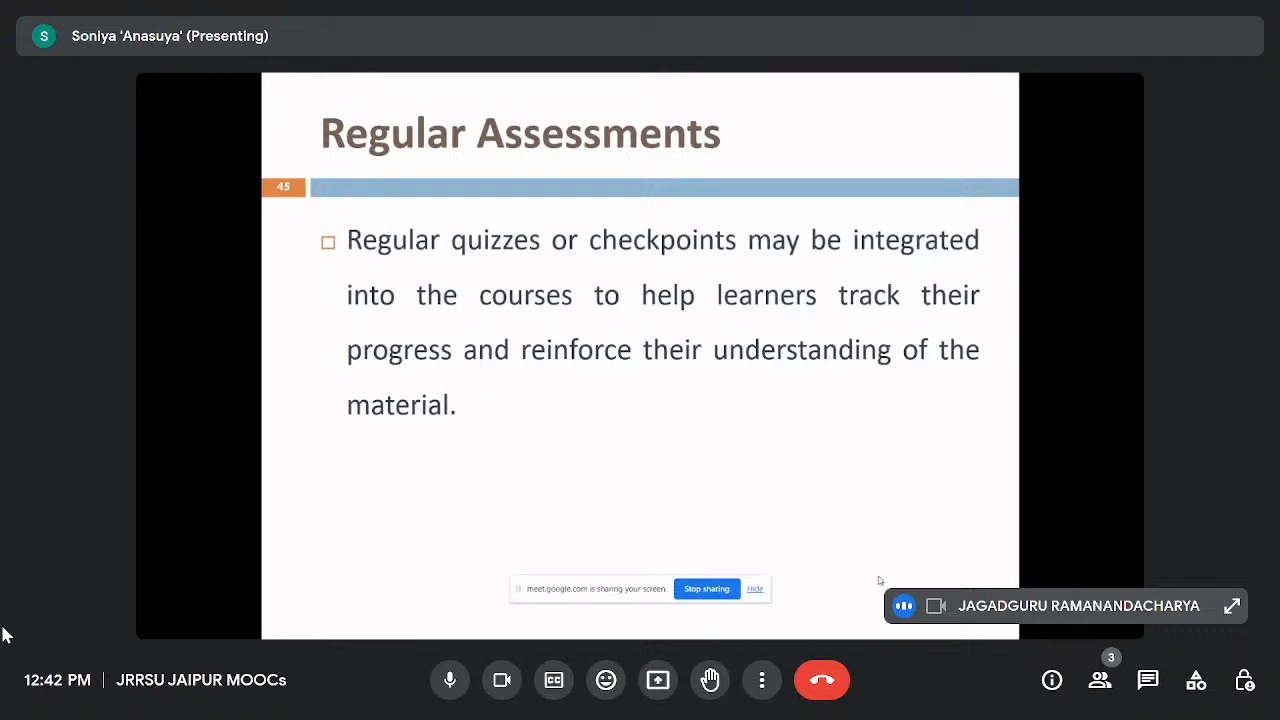 S
Soniya 'Anasuya' (Presenting)
Regular Assessments
45
Regular quizzes or checkpoints may be integrated
into the courses to help learners track their
progress and reinforce their understanding of the
material.
meet.google.com is sharing your screen. Stop sharing Hide
JAGADGURU RAMANANDACHARYA
3
12:42 PM | JRRSU JAIPUR MOOCs